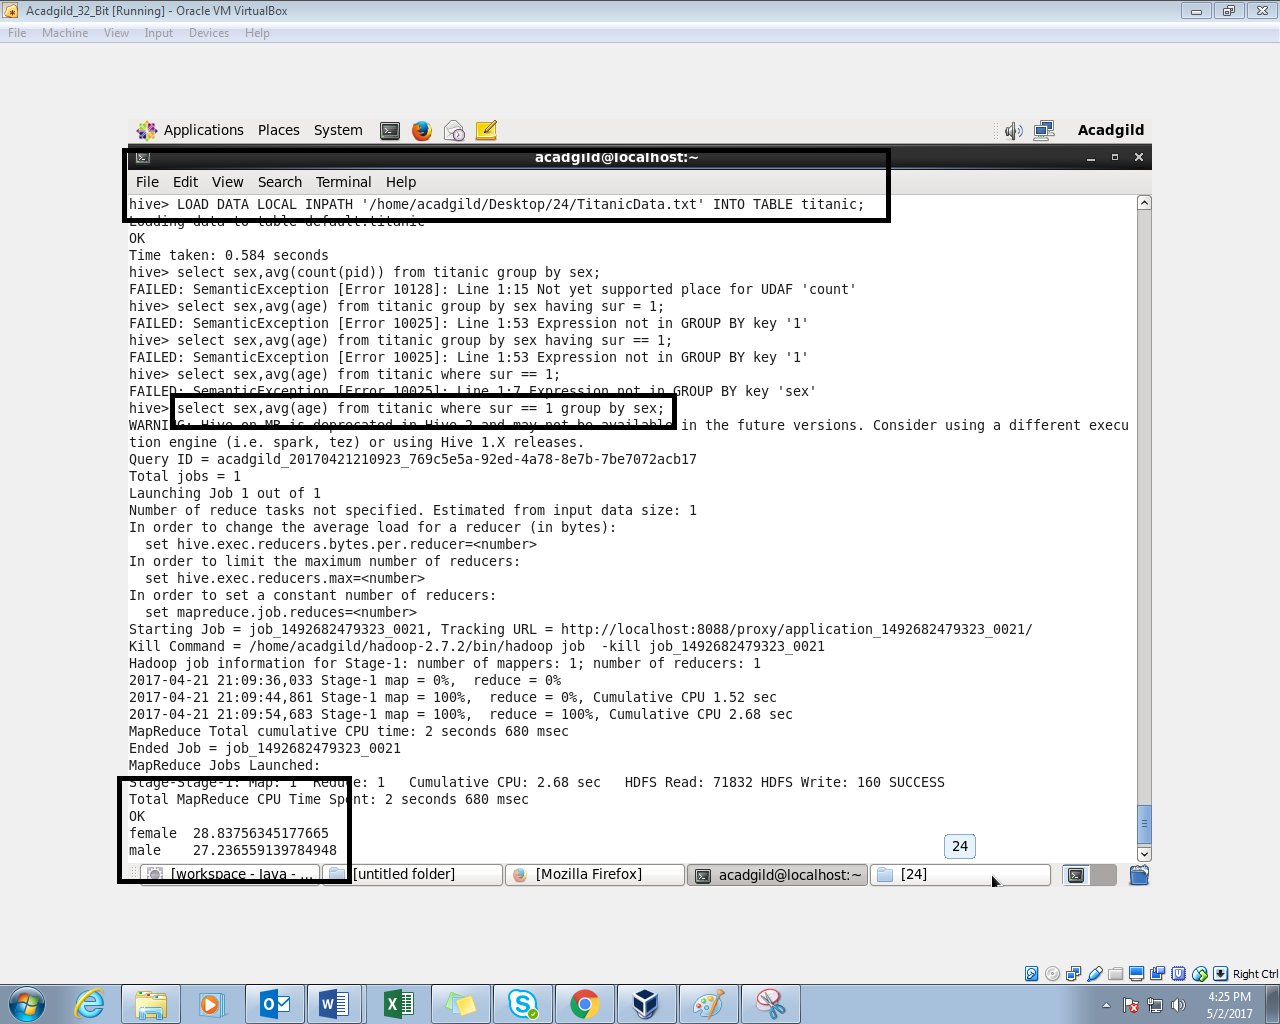 Acadgild_32_Bit [Running] - Oracle VM VirtualBox
File Machine View Input Devices Help
Applications Places System Acadgild
acadgild@localhost:~
File Edit View Search Terminal Help
hive> LOAD DATA LOCAL INPATH '/home/acadgild/Desktop/24/TitanicData.txt' INTO TABLE titanic;
Loading data to table default.titanic
OK
Time taken: 0.584 seconds
hive> select sex,avg(count(pid)) from titanic group by sex;
FAILED: SemanticException [Error 10128]: Line 1:15 Not yet supported place for UDAF 'count'
hive> select sex,avg(age) from titanic group by sex having sur = 1;
FAILED: SemanticException [Error 10025]: Line 1:53 Expression not in GROUP BY key '1'
hive> select sex,avg(age) from titanic group by sex having sur == 1;
FAILED: SemanticException [Error 10025]: Line 1:53 Expression not in GROUP BY key '1'
hive> select sex,avg(age) from titanic where sur == 1;
FAILED: SemanticException [Error 10025]: Line 1:7 Expression not in GROUP BY key 'sex'
hive> select sex,avg(age) from titanic where sur == 1 group by sex;
WARNING: Hive-on-MR is deprecated in Hive 2 and may not be available in the future versions. Consider using a different execu
tion engine (i.e. spark, tez) or using Hive 1.X releases.
Query ID = acadgild_20170421210923_769c5e5a-92ed-4a78-8e7b-7be7072acb17
Total jobs = 1
Launching Job 1 out of 1
Number of reduce tasks not specified. Estimated from input data size: 1
In order to change the average load for a reducer (in bytes):
  set hive.exec.reducers.bytes.per.reducer=<number>
In order to limit the maximum number of reducers:
  set hive.exec.reducers.max=<number>
In order to set a constant number of reducers:
  set mapreduce.job.reduces=<number>
Starting Job = job_1492682479323_0021, Tracking URL = http://localhost:8088/proxy/application_1492682479323_0021/
Kill Command = /home/acadgild/hadoop-2.7.2/bin/hadoop job  -kill job_1492682479323_0021
Hadoop job information for Stage-1: number of mappers: 1; number of reducers: 1
2017-04-21 21:09:36,033 Stage-1 map = 0%,  reduce = 0%
2017-04-21 21:09:44,861 Stage-1 map = 100%,  reduce = 0%, Cumulative CPU 1.52 sec
2017-04-21 21:09:54,683 Stage-1 map = 100%,  reduce = 100%, Cumulative CPU 2.68 sec
MapReduce Total cumulative CPU time: 2 seconds 680 msec
Ended Job = job_1492682479323_0021
MapReduce Jobs Launched:
Stage-Stage-1: Map: 1  Reduce: 1   Cumulative CPU: 2.68 sec   HDFS Read: 71832 HDFS Write: 160 SUCCESS
Total MapReduce CPU Time Spent: 2 seconds 680 msec
OK
female  28.83756345177665
male    27.236559139784948
24
[workspace - Java - ... [untitled folder] [Mozilla Firefox] acadgild@localhost:~ [24]
Right Ctrl
4:25 PM
5/2/2017